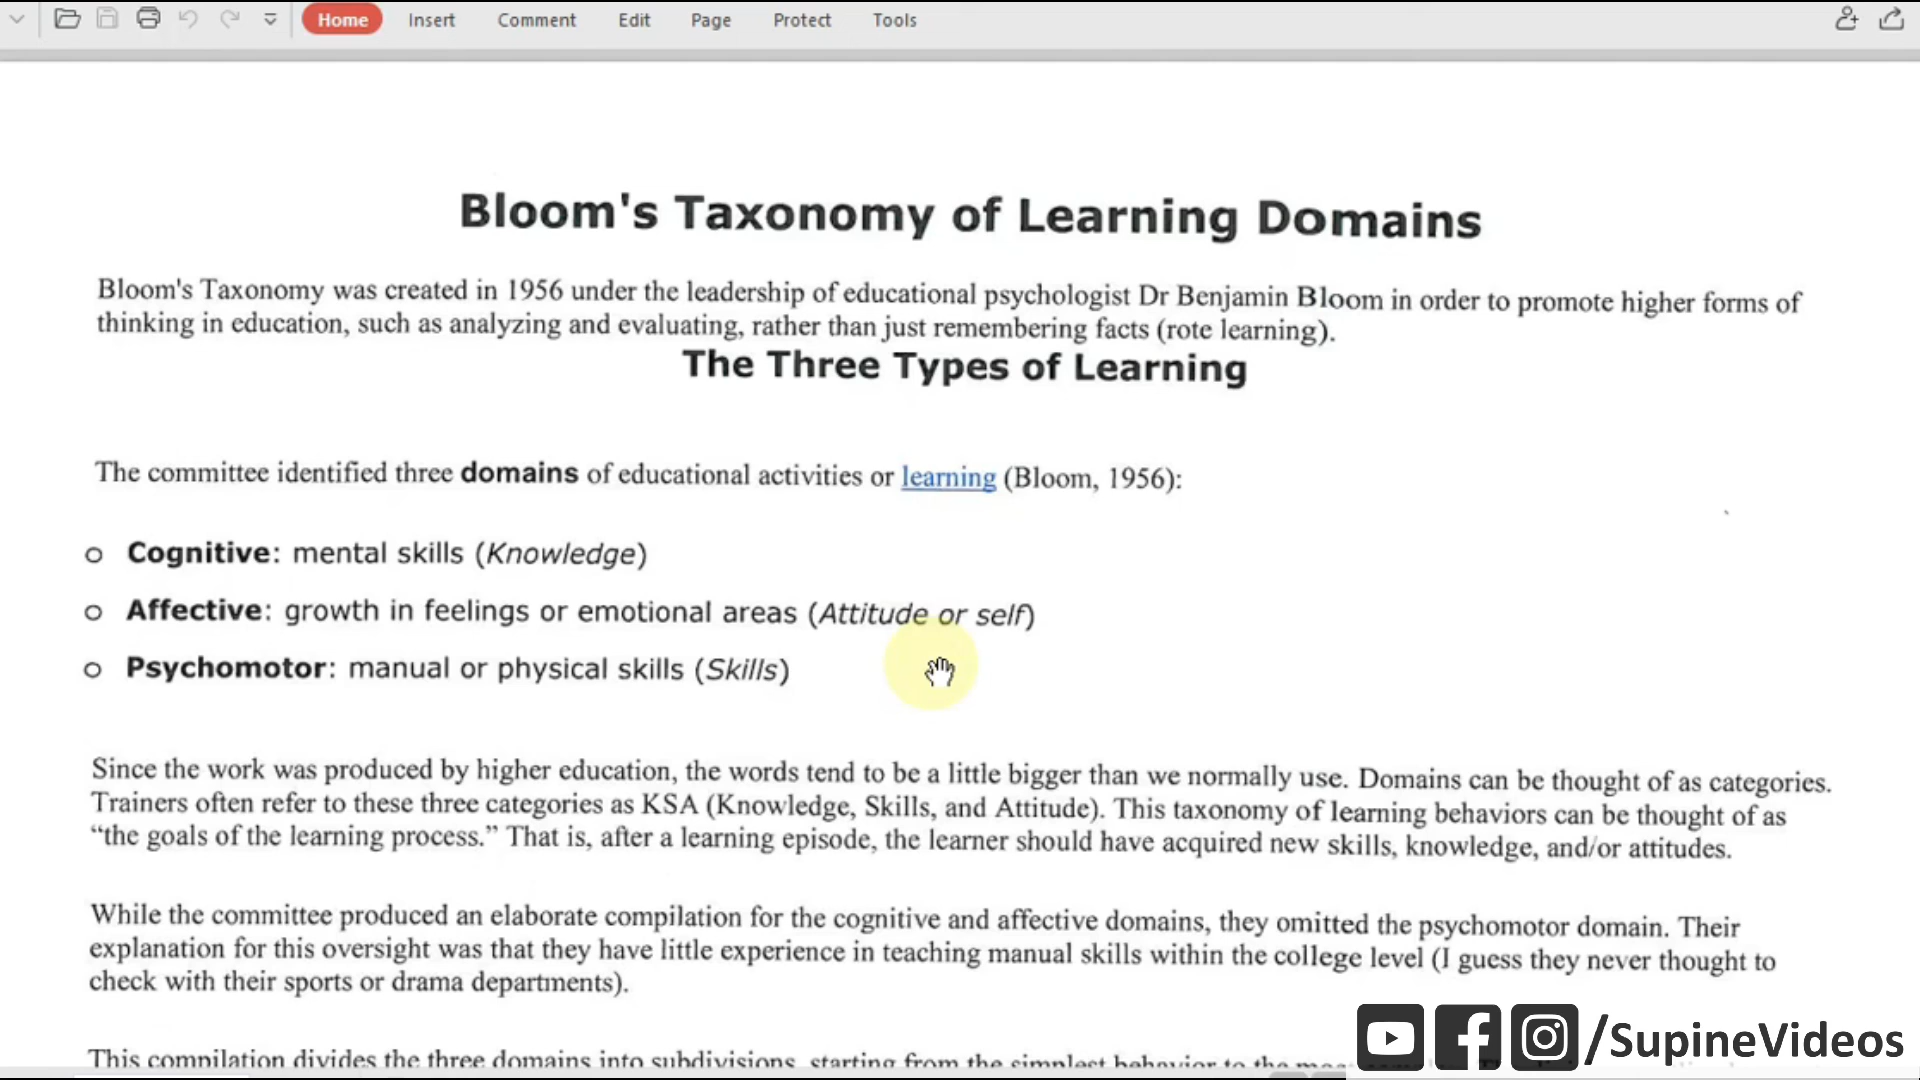 Home Insert Comment Edit Page Protect Tools
Bloom's Taxonomy of Learning Domains
Bloom's Taxonomy was created in 1956 under the leadership of educational psychologist Dr Benjamin Bloom in order to promote higher forms of
thinking in education, such as analyzing and evaluating, rather than just remembering facts (rote learning).
The Three Types of Learning
The committee identified three domains of educational activities or learning (Bloom, 1956):
o Cognitive: mental skills (Knowledge)
o Affective: growth in feelings or emotional areas (Attitude or self)
o Psychomotor: manual or physical skills (Skills)
Since the work was produced by higher education, the words tend to be a little bigger than we normally use. Domains can be thought of as categories.
Trainers often refer to these three categories as KSA (Knowledge, Skills, and Attitude). This taxonomy of learning behaviors can be thought of as
“the goals of the learning process.” That is, after a learning episode, the learner should have acquired new skills, knowledge, and/or attitudes.
While the committee produced an elaborate compilation for the cognitive and affective domains, they omitted the psychomotor domain. Their
explanation for this oversight was that they have little experience in teaching manual skills within the college level (I guess they never thought to
check with their sports or drama departments).
This compilation divides the three domains into subdivisions, starting from the simplest behavior to the
/SupineVideos